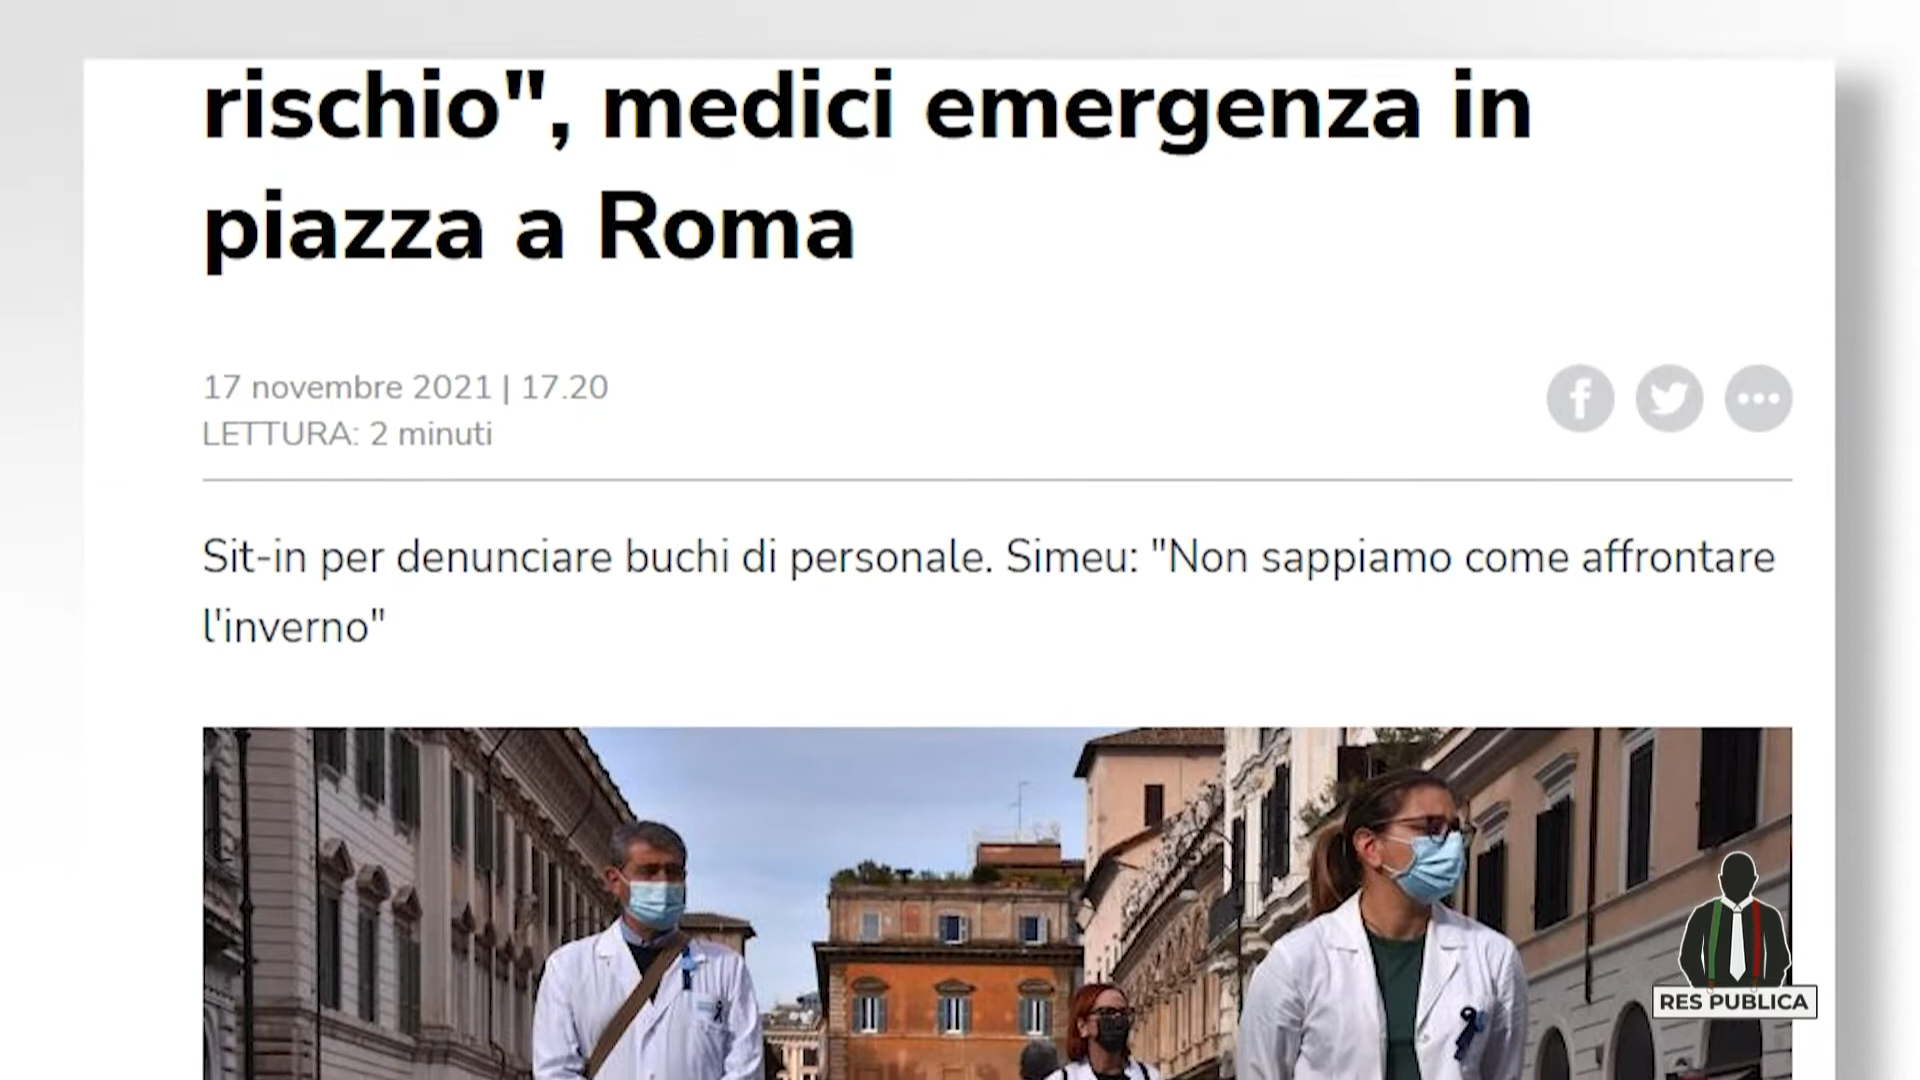 rischio", medici emergenza in
piazza a Roma
17 novembre 2021 | 17.20
LETTURA: 2 minuti
Sit-in per denunciare buchi di personale. Simeu: "Non sappiamo come affrontare
l'inverno"
RES PUBLICA